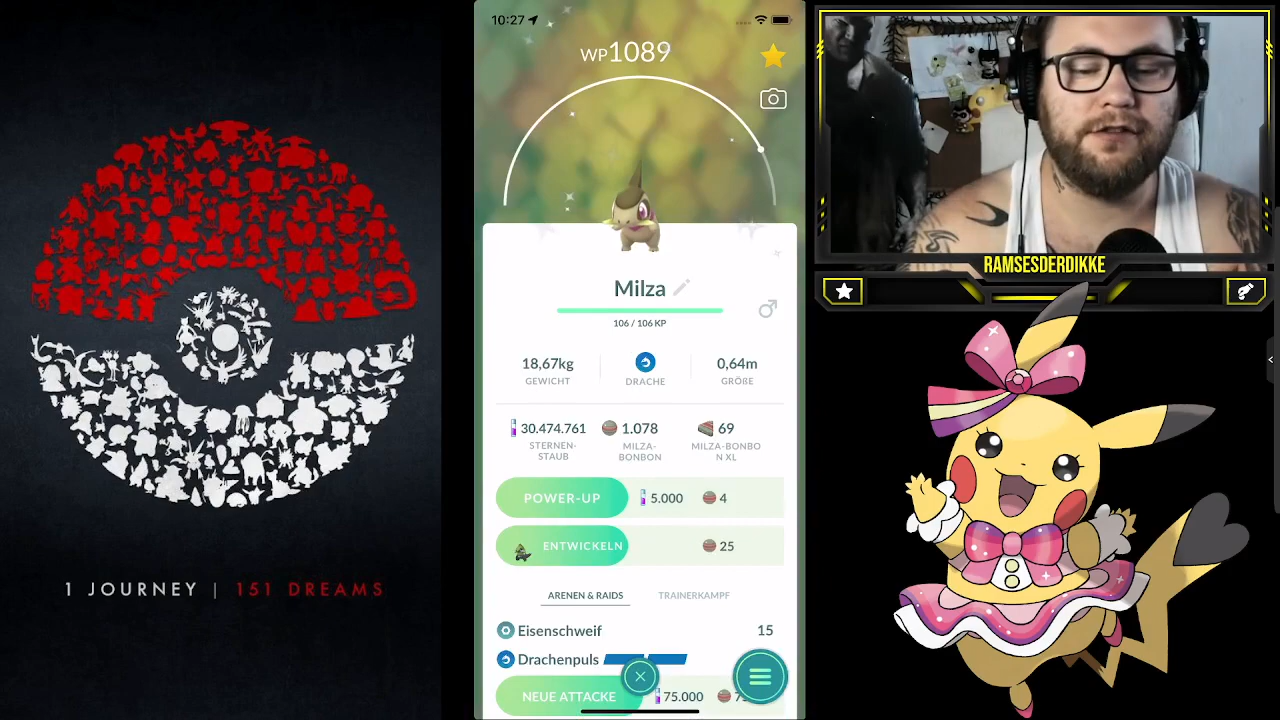 1 JOURNEY | 151 DREAMS
10:27
WP1089
Milza
106 / 106 KP
18,67kg
GEWICHT
DRACHE
0,64m
GRÖßE
30.474.761
STERNEN-
STAUB
1.078
MILZA-
BONBON
69
MILZA-BONBO
N XL
POWER-UP
5.000
4
ENTWICKELN
25
ARENEN & RAIDS
TRAINERKAMPF
Eisenschweif
15
Drachenpuls
NEUE ATTACKE
75.000
RAMSESDERDIKKE